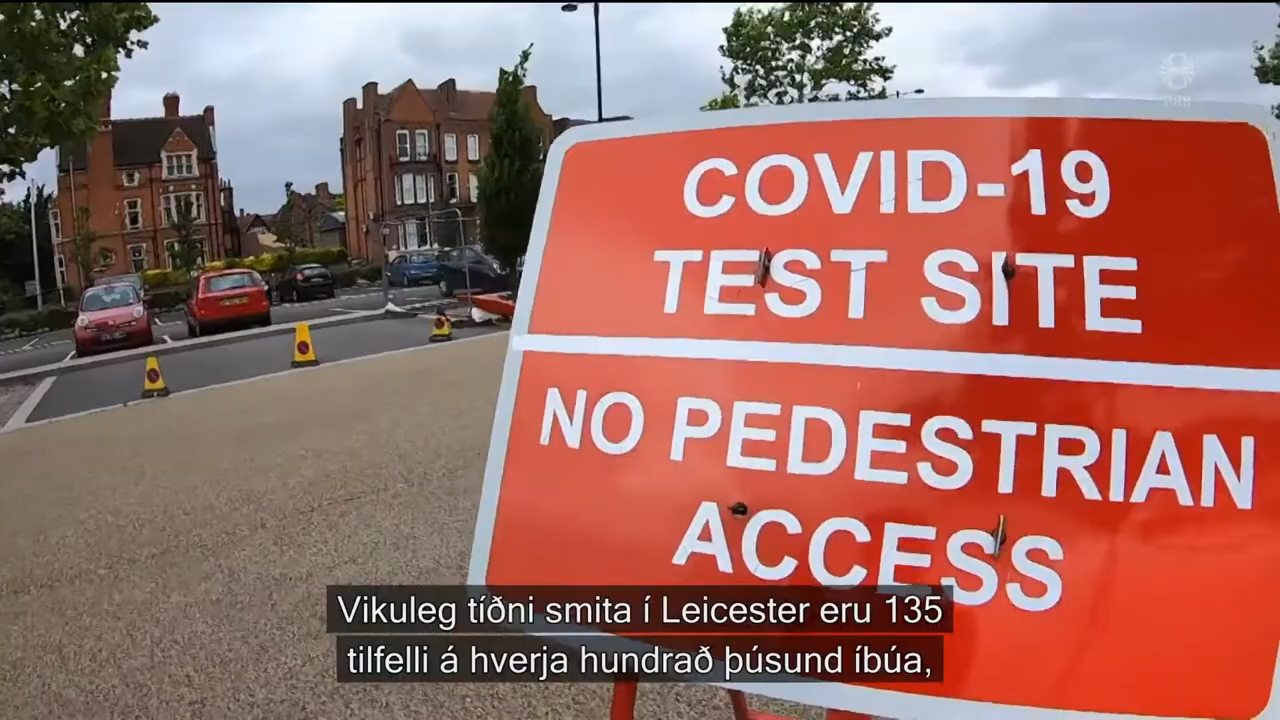 COVID-19
TEST SITE
NO PEDESTRIAN
ACCESS
Vikuleg tíðni smita í Leicester eru 135
tilfelli á hverja hundrað þúsund íbúa,